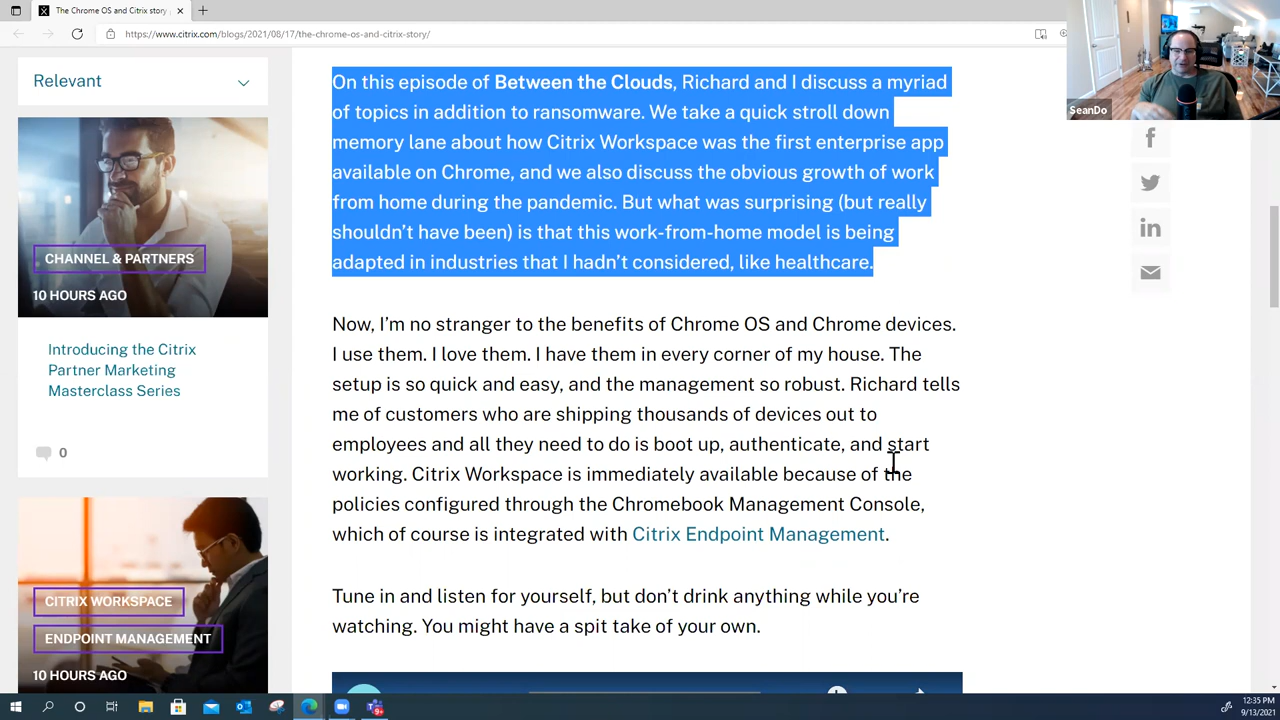 The Chrome OS and Citrix story
https://www.citrix.com/blogs/2021/08/17/the-chrome-os-and-citrix-story/
SeanDo
Relevant
CHANNEL & PARTNERS
10 HOURS AGO
Introducing the Citrix
Partner Marketing
Masterclass Series
0
CITRIX WORKSPACE
ENDPOINT MANAGEMENT
10 HOURS AGO
On this episode of Between the Clouds, Richard and I discuss a myriad
of topics in addition to ransomware. We take a quick stroll down
memory lane about how Citrix Workspace was the first enterprise app
available on Chrome, and we also discuss the obvious growth of work
from home during the pandemic. But what was surprising (but really
shouldn’t have been) is that this work-from-home model is being
adapted in industries that I hadn’t considered, like healthcare.
Now, I’m no stranger to the benefits of Chrome OS and Chrome devices.
I use them. I love them. I have them in every corner of my house. The
setup is so quick and easy, and the management so robust. Richard tells
me of customers who are shipping thousands of devices out to
employees and all they need to do is boot up, authenticate, and start
working. Citrix Workspace is immediately available because of the
policies configured through the Chromebook Management Console,
which of course is integrated with Citrix Endpoint Management.
Tune in and listen for yourself, but don’t drink anything while you’re
watching. You might have a spit take of your own.
12:35 PM
9/13/2021